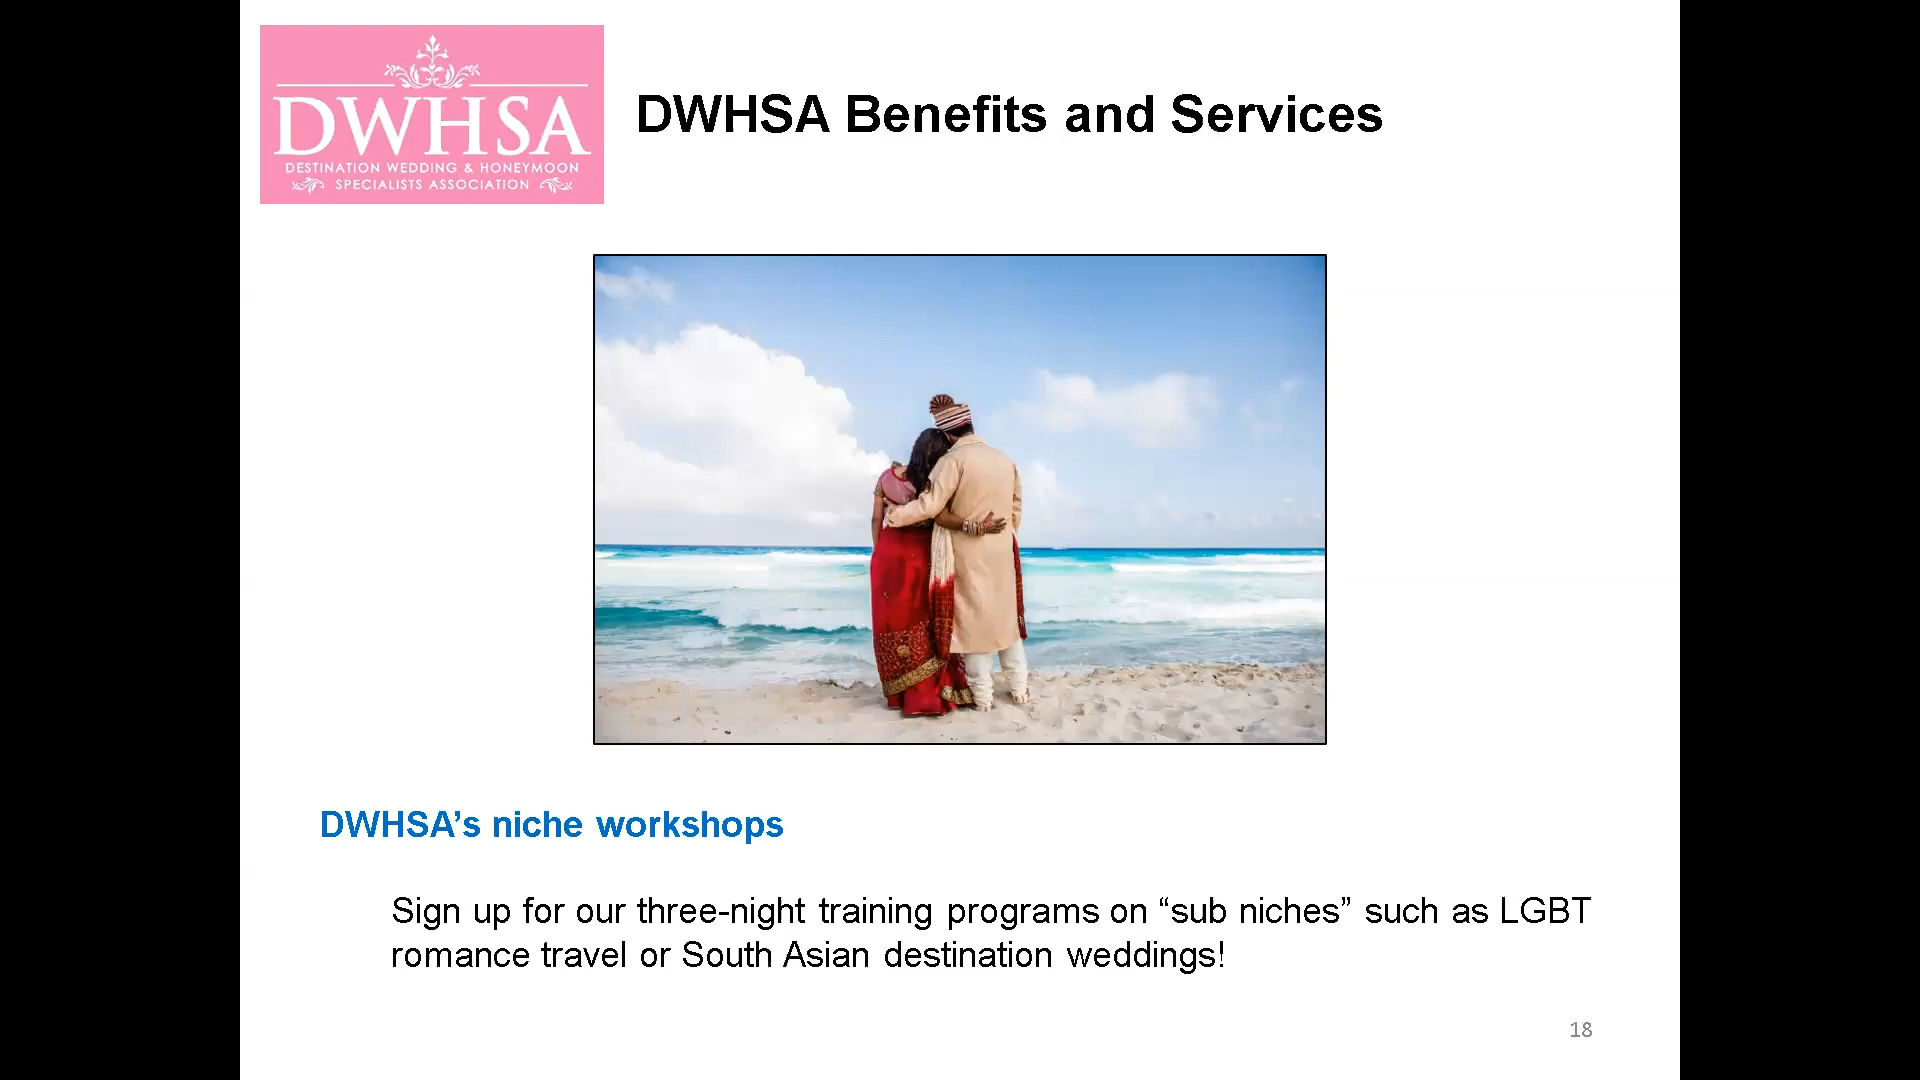 DWHSA
DESTINATION WEDDING & HONEYMOON
SPECIALISTS ASSOCIATION
DWHSA Benefits and Services
DWHSA’s niche workshops
Sign up for our three-night training programs on “sub niches” such as LGBT
romance travel or South Asian destination weddings!
18